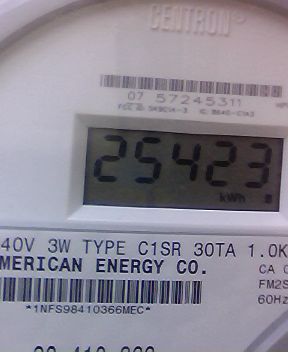 CENTRON®
07 57245311
25423
kWh
40V 3W TYPE C1SR 30TA 1.0K
MERICAN ENERGY CO.
CA
FM2S
60Hz
*1NFS98410366MEC*